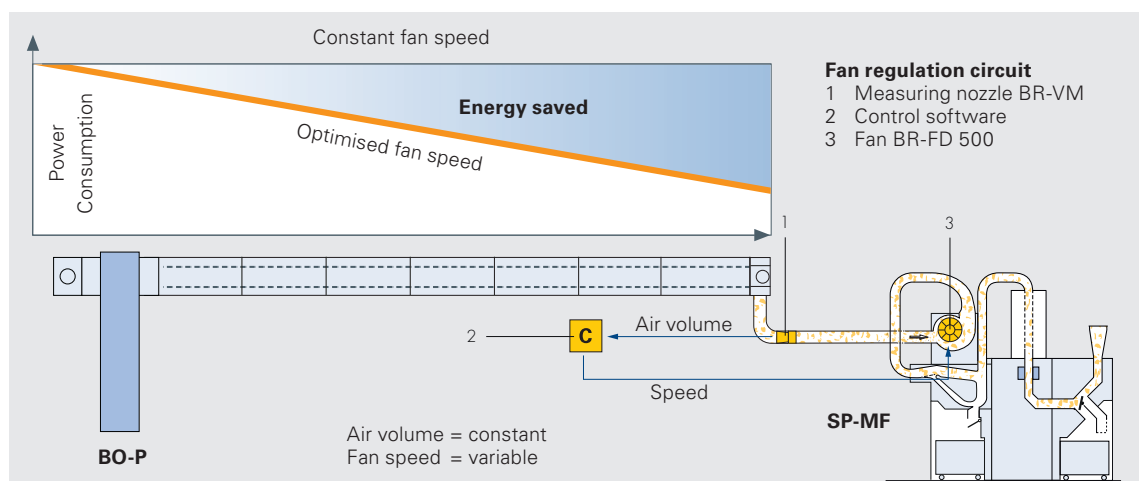 Constant fan speed
Energy saved
Optimised fan speed
Power
Consumption
Fan regulation circuit
1 Measuring nozzle BR-VM
2 Control software
3 Fan BR-FD 500
1
3
2
C
Air volume
Speed
SP-MF
BO-P
Air volume = constant
Fan speed = variable